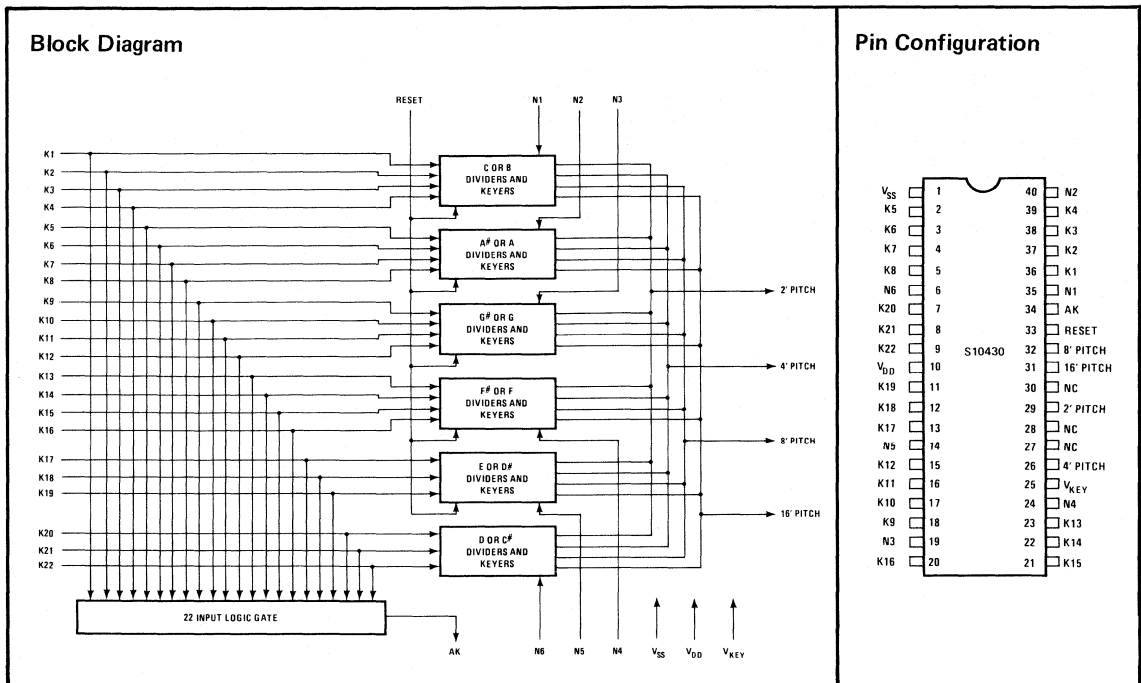 Block Diagram
RESET N1 N2 N3
K1
K2
K3
K4
C OR B
DIVIDERS AND
KEYERS
K5
K6
K7
K8
A# OR A
DIVIDERS AND
KEYERS
2' PITCH
K9
K10
K11
K12
G# OR G
DIVIDERS AND
KEYERS
4' PITCH
K13
K14
K15
K16
F# OR F
DIVIDERS AND
KEYERS
8' PITCH
K17
K18
K19
E OR D#
DIVIDERS AND
KEYERS
16' PITCH
K20
K21
K22
D OR C#
DIVIDERS AND
KEYERS
22 INPUT LOGIC GATE
AK N6 N5 N4 VSS VDD VKEY
Pin Configuration
VSS 1 40 N2
K5 2 39 K4
K6 3 38 K3
K7 4 37 K2
K8 5 36 K1
N6 6 35 N1
K20 7 34 AK
K21 8 33 RESET
K22 9 32 8' PITCH
S10430
VDD 10 31 16' PITCH
K19 11 30 NC
K18 12 29 2' PITCH
K17 13 28 NC
N5 14 27 NC
K12 15 26 4' PITCH
K11 16 25 VKEY
K10 17 24 N4
K9 18 23 K13
N3 19 22 K14
K16 20 21 K15